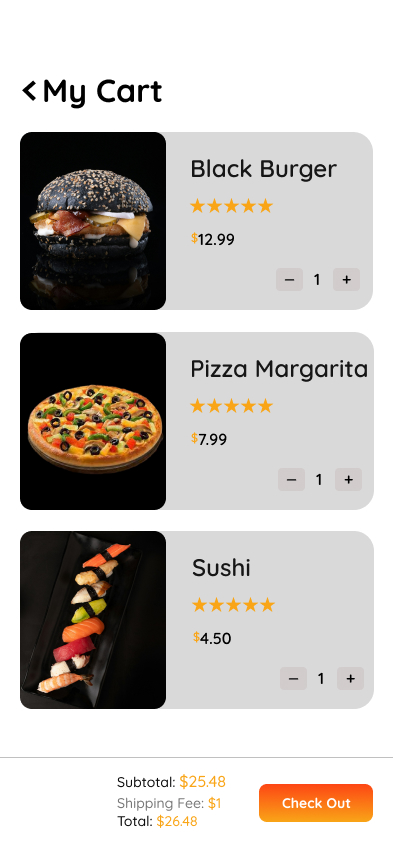 My Cart
Black Burger
$12.99
− 1 +
Pizza Margarita
$7.99
− 1 +
Sushi
$4.50
− 1 +
Subtotal: $25.48
Shipping Fee: $1
Total: $26.48
Check Out